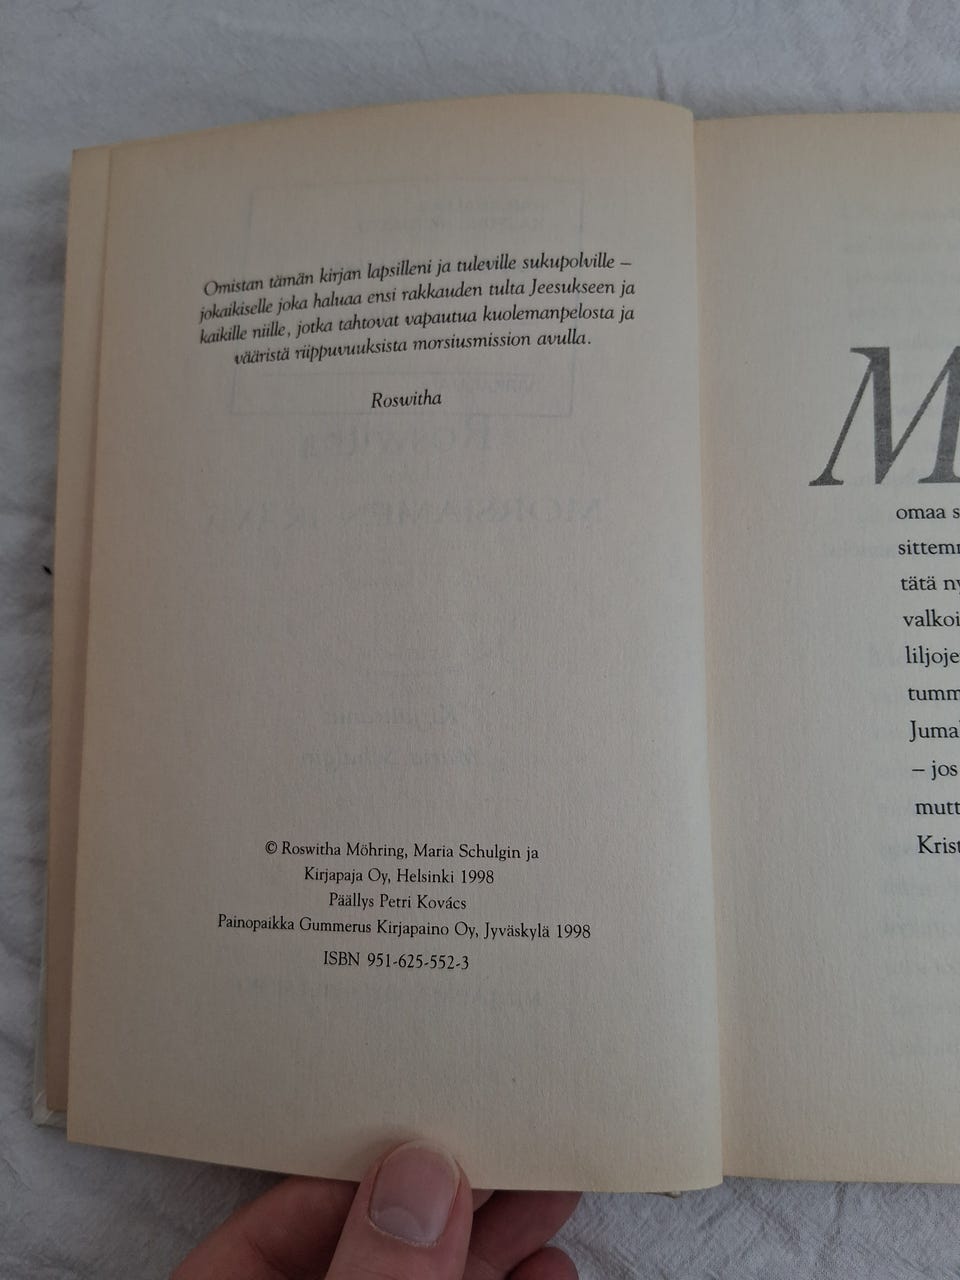 Omistan tämän kirjan lapsilleni ja tuleville sukupolville –
jokaikiselle joka haluaa ensi rakkauden tulta Jeesukseen ja
kaikille niille, jotka tahtovat vapautua kuolemanpelosta ja
vääristä riippuvuuksista morsiusmission avulla.
Roswitha
© Roswitha Möhring, Maria Schulgin ja
Kirjapaja Oy, Helsinki 1998
Päällys Petri Kovács
Painopaikka Gummerus Kirjapaino Oy, Jyväskylä 1998
ISBN 951-625-552-3
M
omaa s
sittem
tätä ny
valkoi
liljoje
tumm
Juma
– jos
mutt
Krist